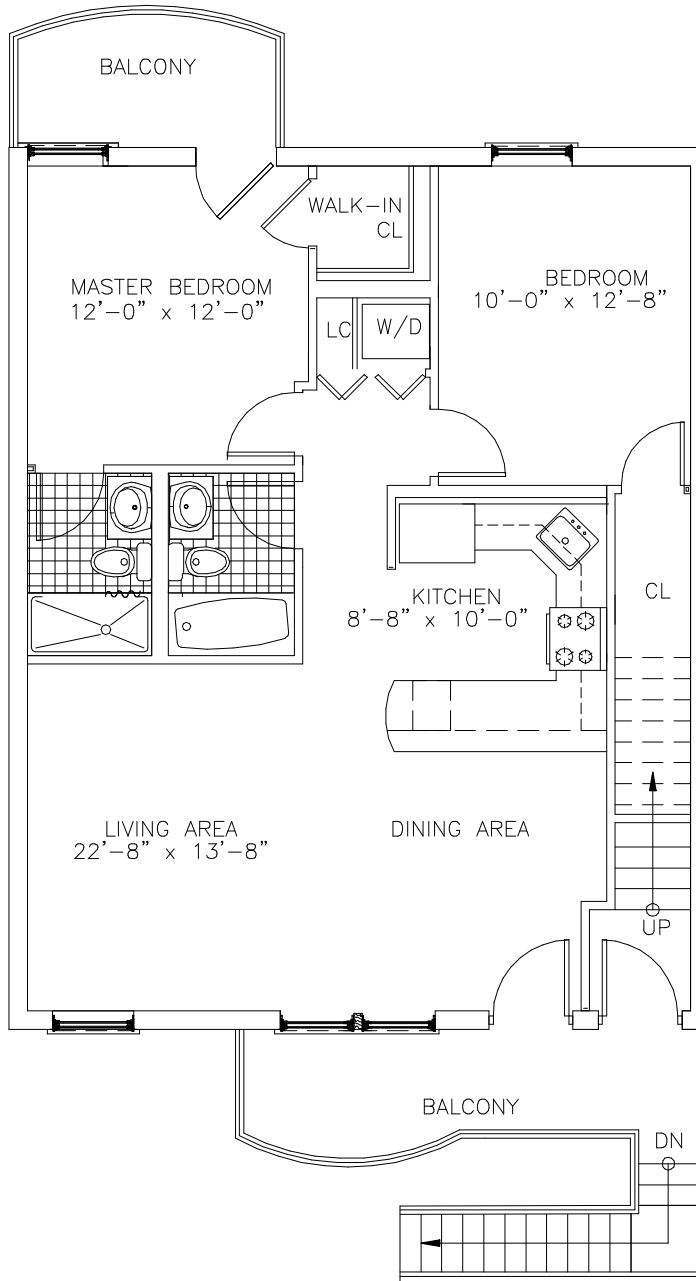 BALCONY
WALK-IN
CL
MASTER BEDROOM
12'-0" x 12'-0"
BEDROOM
10'-0" x 12'-8"
LC
W/D
KITCHEN
8'-8" x 10'-0"
CL
LIVING AREA
22'-8" x 13'-8"
DINING AREA
UP
BALCONY
DN